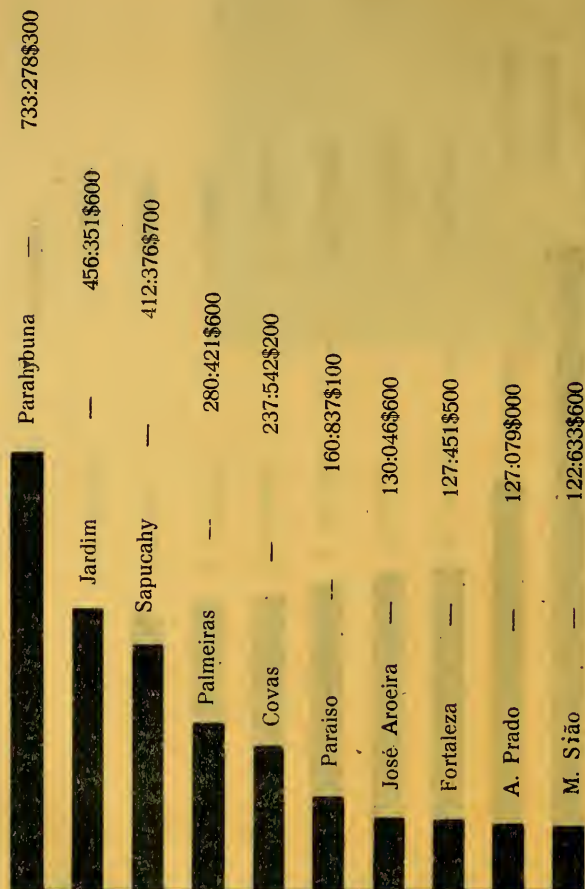 Parahybuna — 733:278$300
Jardim — 456:351$600
Sapucahy — 412:376$700
Palmeiras — 280:421$600
Covas — 237:542$200
Paraiso — 160:837$100
José Aroeira — 130:046$600
Fortaleza — 127:451$500
A. Prado — 127:079$000
M. Sião — 122:633$600